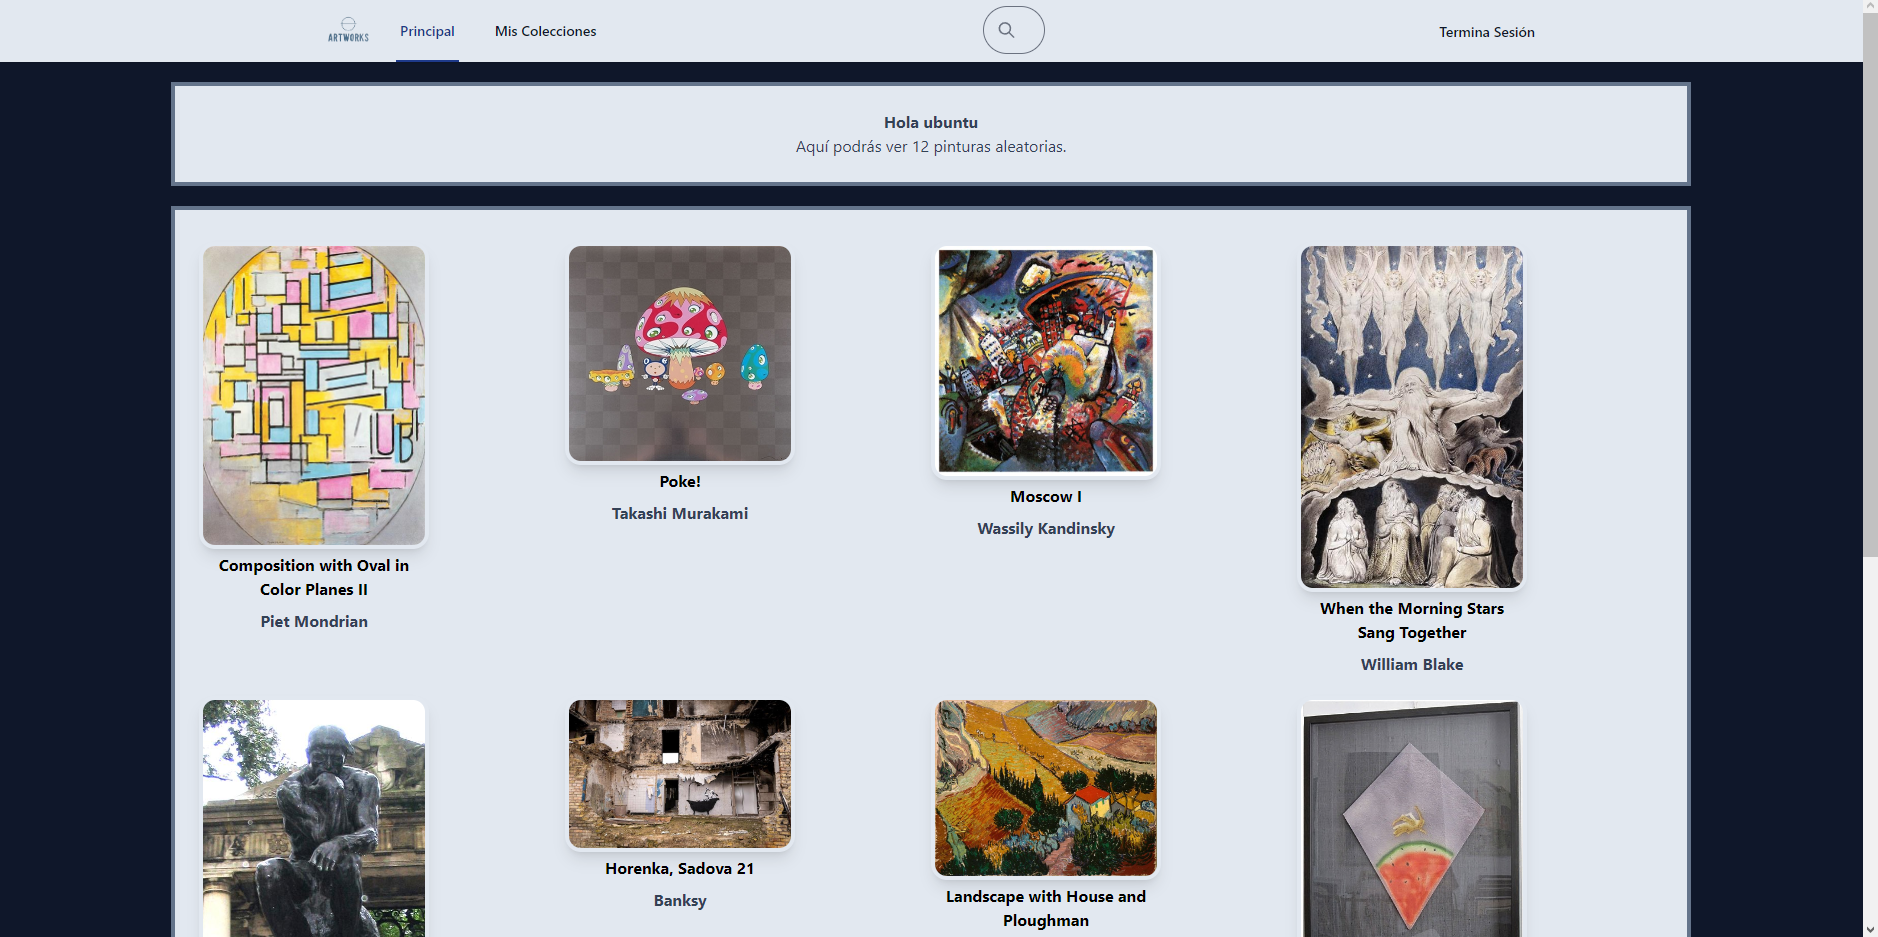 ARTWORKS
Principal
Mis Colecciones
Termina Sesión
Hola ubuntu
Aquí podrás ver 12 pinturas aleatorias.
Composition with Oval in
Color Planes II
Piet Mondrian
Poke!
Takashi Murakami
Moscow I
Wassily Kandinsky
When the Morning Stars
Sang Together
William Blake
Horenka, Sadova 21
Banksy
Landscape with House and
Ploughman